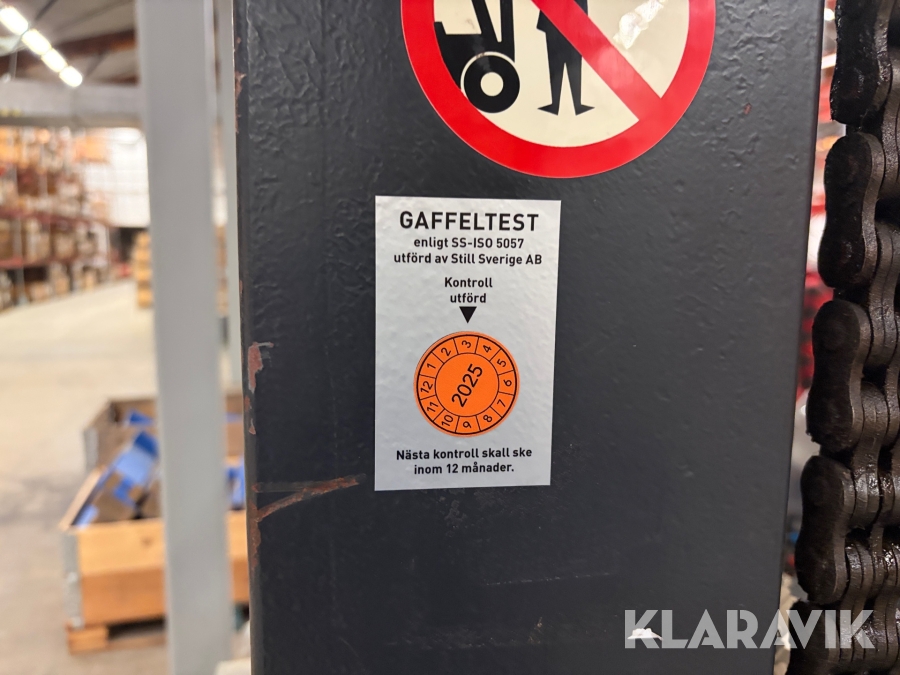 GAFFELTEST
enligt SS-ISO 5057
utförd av Still Sverige AB
Kontroll
utförd
1 2 3 4 5 6 7 8 9 10 11 12
2025
Nästa kontroll skall ske
inom 12 månader.
KLARAVIK